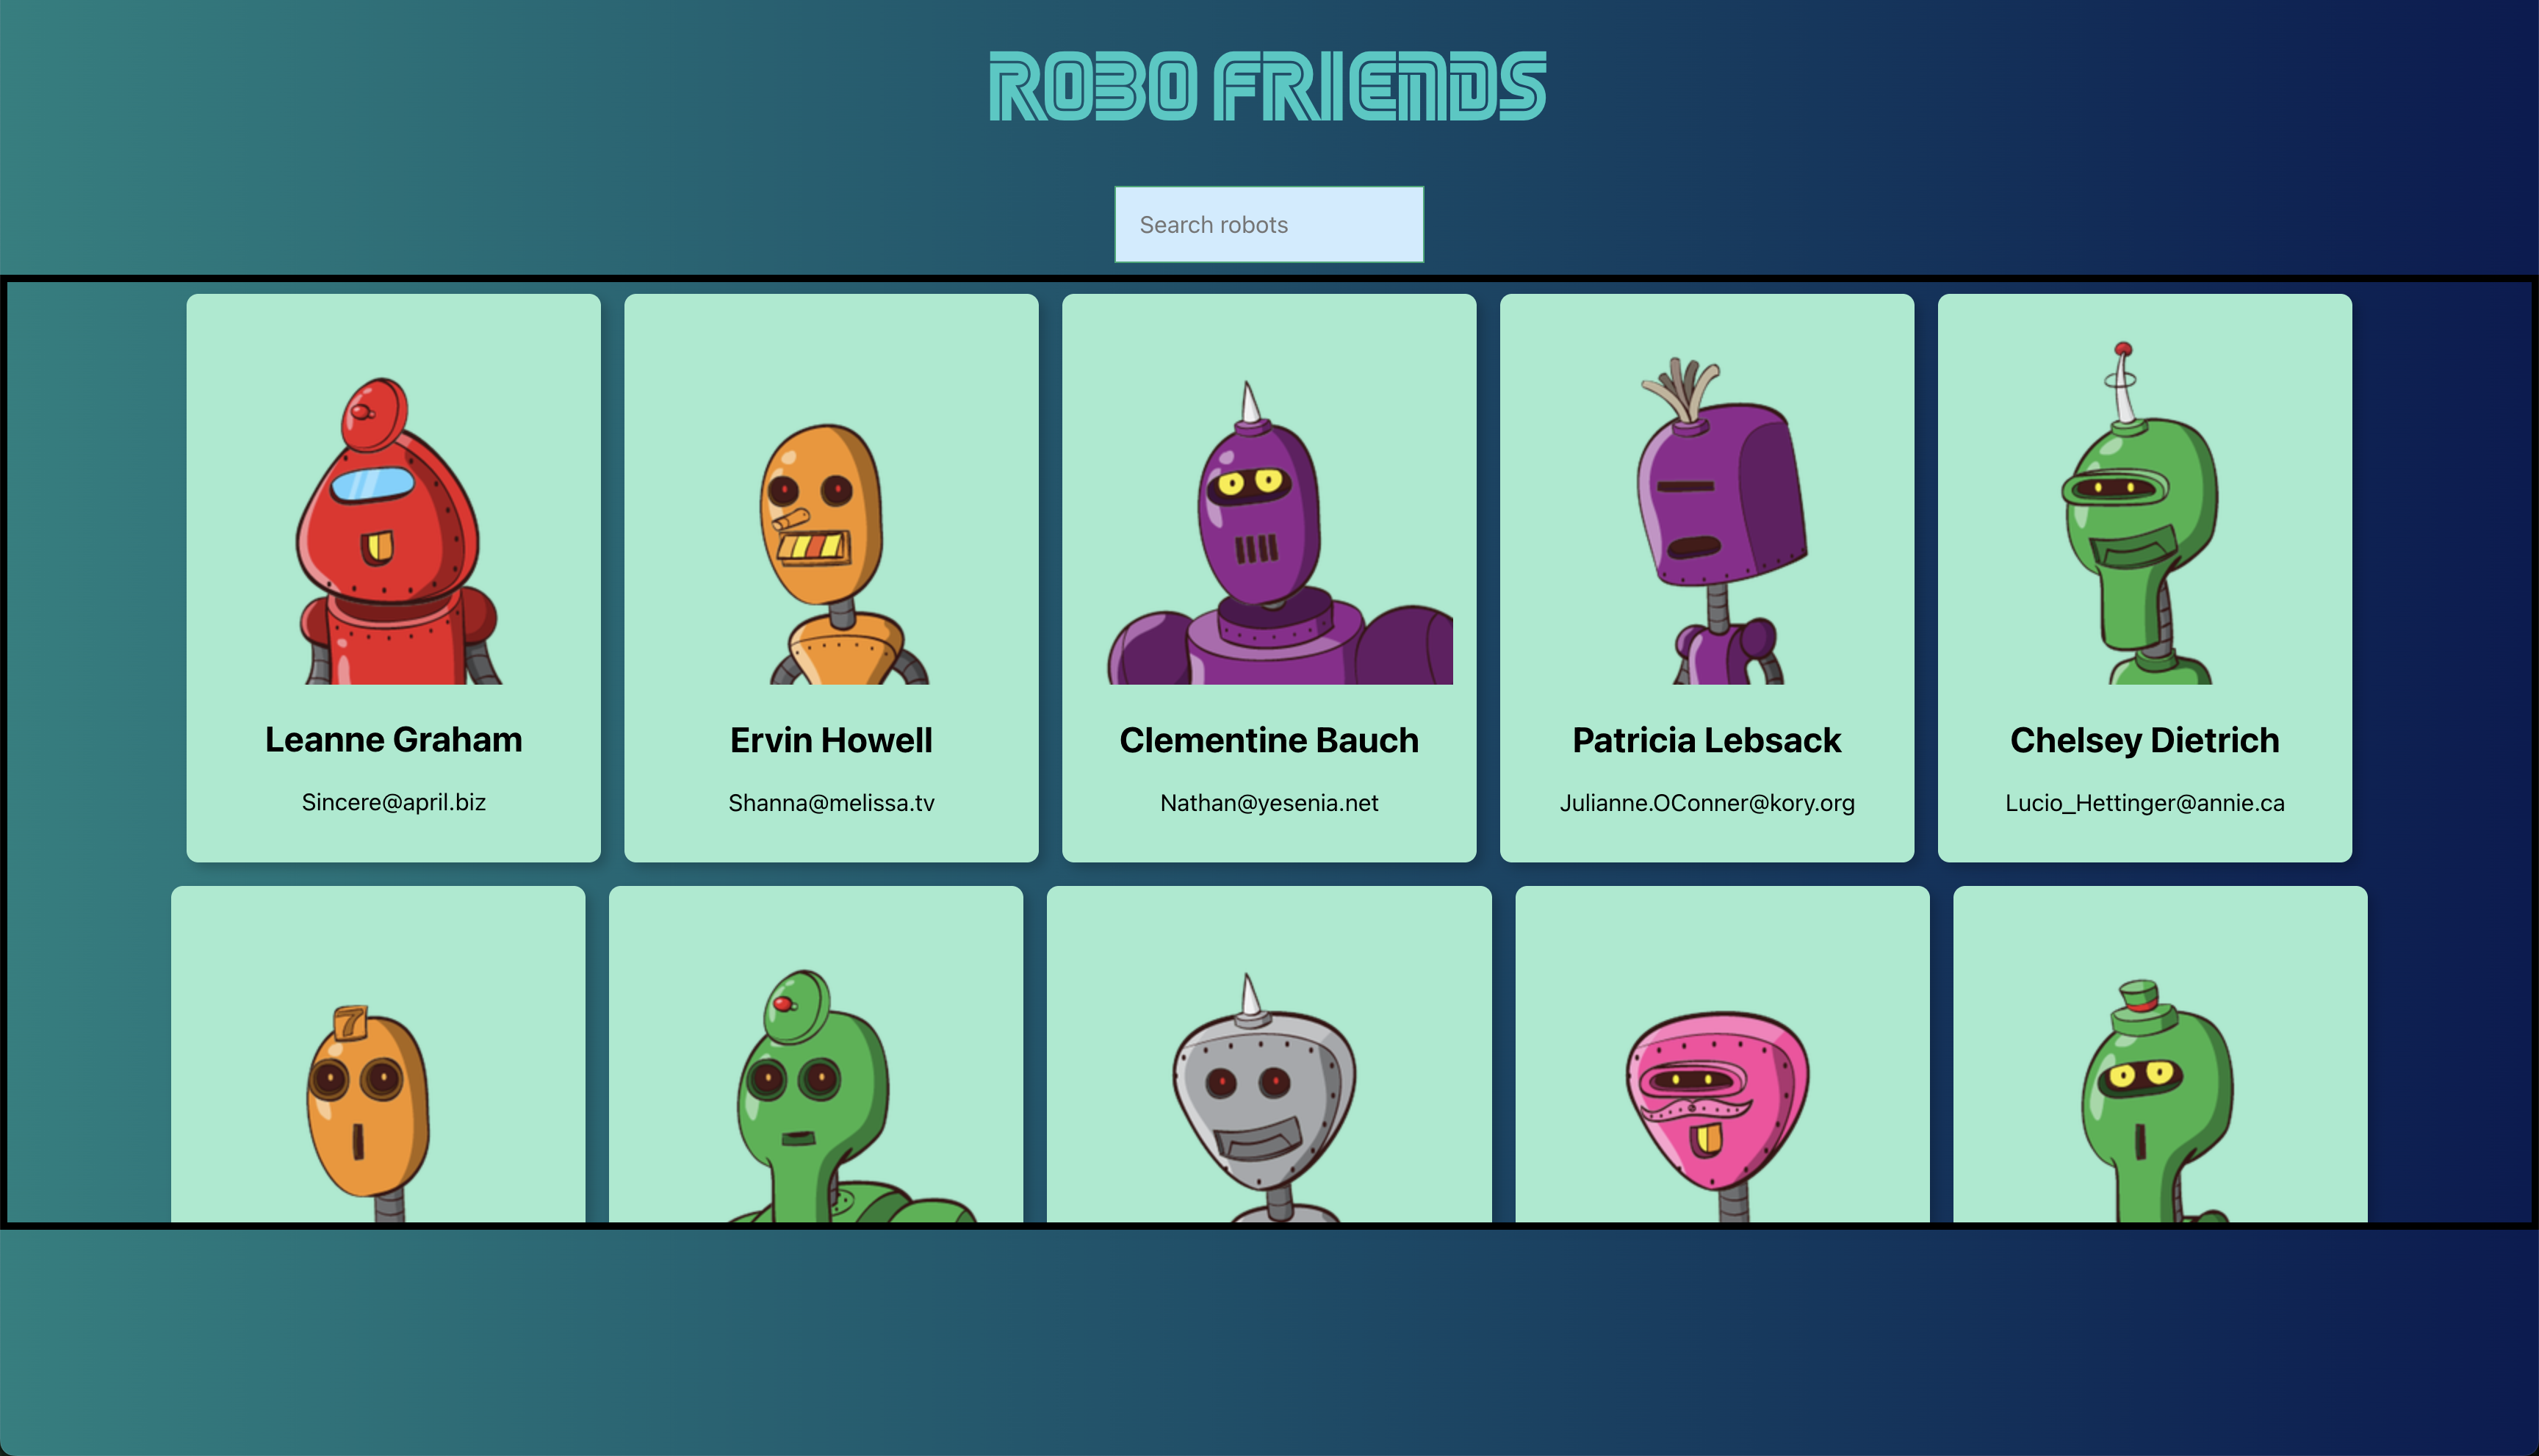 ROBO FRIENDS
Search robots
Leanne Graham
Ervin Howell
Clementine Bauch
Patricia Lebsack
Chelsey Dietrich
Sincere@april.biz
Shanna@melissa.tv
Nathan@yesenia.net
Julianne.OConner@kory.org
Lucio_Hettinger@annie.ca
7